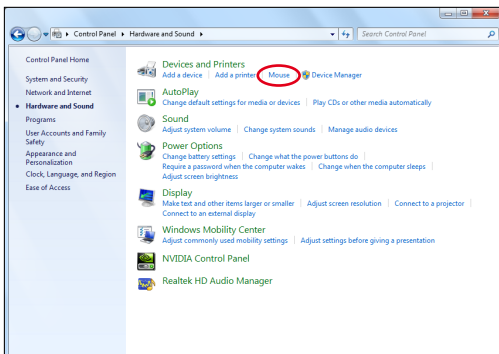 Control Panel ▸ Hardware and Sound ▸
Search Control Panel
Control Panel Home
System and Security
Network and Internet
Hardware and Sound
Programs
User Accounts and Family
Safety
Appearance and
Personalization
Clock, Language, and Region
Ease of Access
Devices and Printers
Add a device | Add a printer | Mouse | Device Manager
AutoPlay
Change default settings for media or devices | Play CDs or other media automatically
Sound
Adjust system volume | Change system sounds | Manage audio devices
Power Options
Change battery settings | Change what the power buttons do |
Require a password when the computer wakes | Change when the computer sleeps |
Adjust screen brightness
Display
Make text and other items larger or smaller | Adjust screen resolution | Connect to a projector |
Connect to an external display
Windows Mobility Center
Adjust commonly used mobility settings | Adjust settings before giving a presentation
NVIDIA Control Panel
Realtek HD Audio Manager